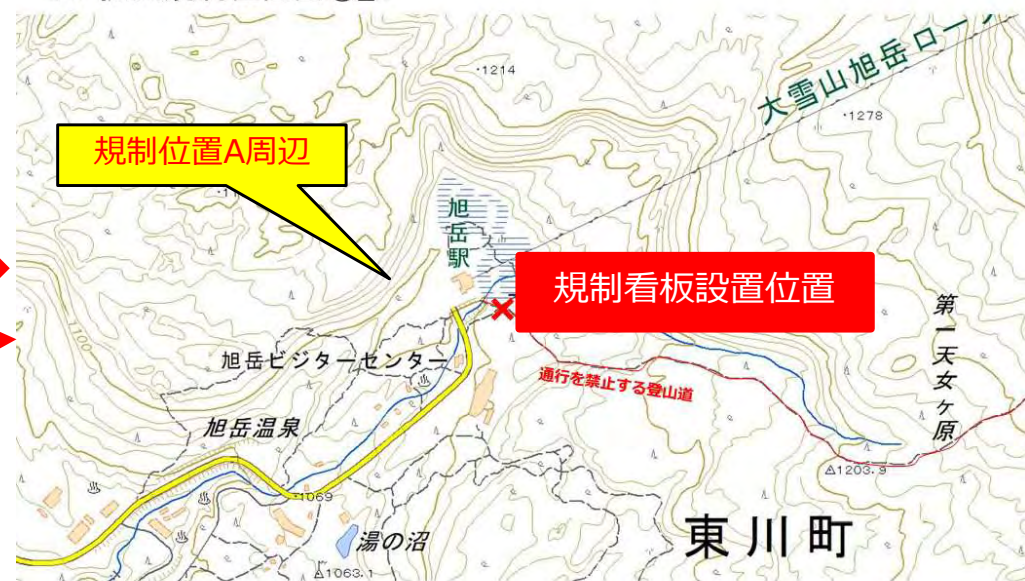 ・1214
大雪山旭岳ロープ
・1278
規制位置A周辺
旭岳駅
規制看板設置位置
第一天女ヶ原
1100
旭岳ビジターセンター
通行を禁止する登山道
旭岳温泉
△1203.9
・1069
東川町
湯の沼
△1063.1